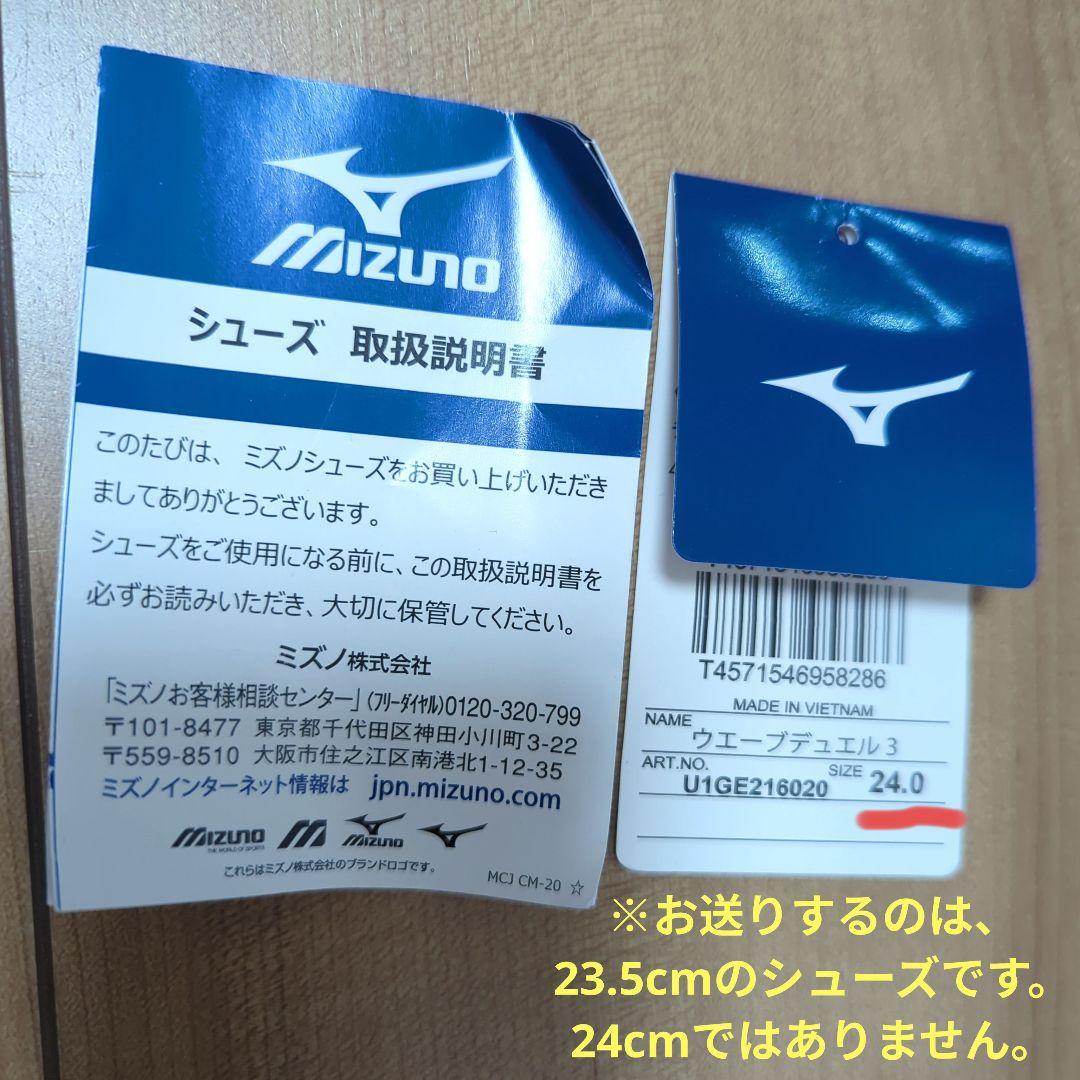 MIZUNO
シューズ 取扱説明書
このたびは、ミズノシューズをお買い上げいただき
ましてありがとうございます。
シューズをご使用になる前に、この取扱説明書を
必ずお読みいただき、大切に保管してください。
ミズノ株式会社
「ミズノお客様相談センター」(フリーダイヤル)0120-320-799
〒101-8477 東京都千代田区神田小川町3-22
〒559-8510 大阪市住之江区南港北1-12-35
ミズノインターネット情報は jpn.mizuno.com
MIZUNO
THE WORLD OF SPORTS
MIZUNO
これらはミズノ株式会社のブランドロゴです。
MCJ CM-20 ☆
T4571546958286
MADE IN VIETNAM
NAME ウエーブデュエル 3
ART.NO. U1GE216020 SIZE 24.0
※お送りするのは、
23.5cmのシューズです。
24cmではありません。